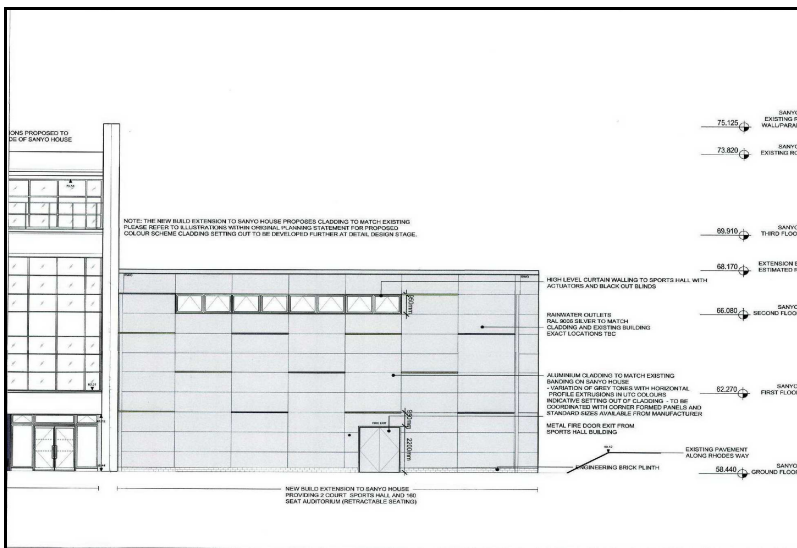 IONS PROPOSED TO
DE OF SANYO HOUSE
NOTE: THE NEW BUILD EXTENSION TO SANYO HOUSE PROPOSES CLADDING TO MATCH EXISTING
PLEASE REFER TO ILLUSTRATIONS WITHIN ORIGINAL PLANNING STATEMENT FOR PROPOSED
COLOUR SCHEME CLADDING SETTING OUT TO BE DEVELOPED FURTHER AT DETAIL DESIGN STAGE.
75.125
SANYO
EXISTING R
WALL/PARA
73.820
SANYO
EXISTING RO
69.910
SANYO
THIRD FLOO
68.170
EXTENSION B
ESTIMATED R
66.080
SANYO
SECOND FLOO
62.270
SANYO
FIRST FLOO
58.440
SANYO
GROUND FLOO
HIGH LEVEL CURTAIN WALLING TO SPORTS HALL WITH
ACTUATORS AND BLACK OUT BLINDS
RAINWATER OUTLETS
RAL 9006 SILVER TO MATCH
CLADDING AND EXISTING BUILDING
EXACT LOCATIONS TBC
ALUMINIUM CLADDING TO MATCH EXISTING
BANDING ON SANYO HOUSE
- VARIATION OF GREY TONES WITH HORIZONTAL
PROFILE EXTRUSIONS IN UTC COLOURS
INDICATIVE SETTING OUT OF CLADDING - TO BE
COORDINATED WITH CORNER FORMED PANELS AND
STANDARD SIZES AVAILABLE FROM MANUFACTURER
METAL FIRE DOOR EXIT FROM
SPORTS HALL BUILDING
EXISTING PAVEMENT
ALONG RHODES WAY
ENGINEERING BRICK PLINTH
2200mm
NEW BUILD EXTENSION TO SANYO HOUSE
PROVIDING 2 COURT SPORTS HALL AND 160
SEAT AUDITORIUM (RETRACTABLE SEATING)